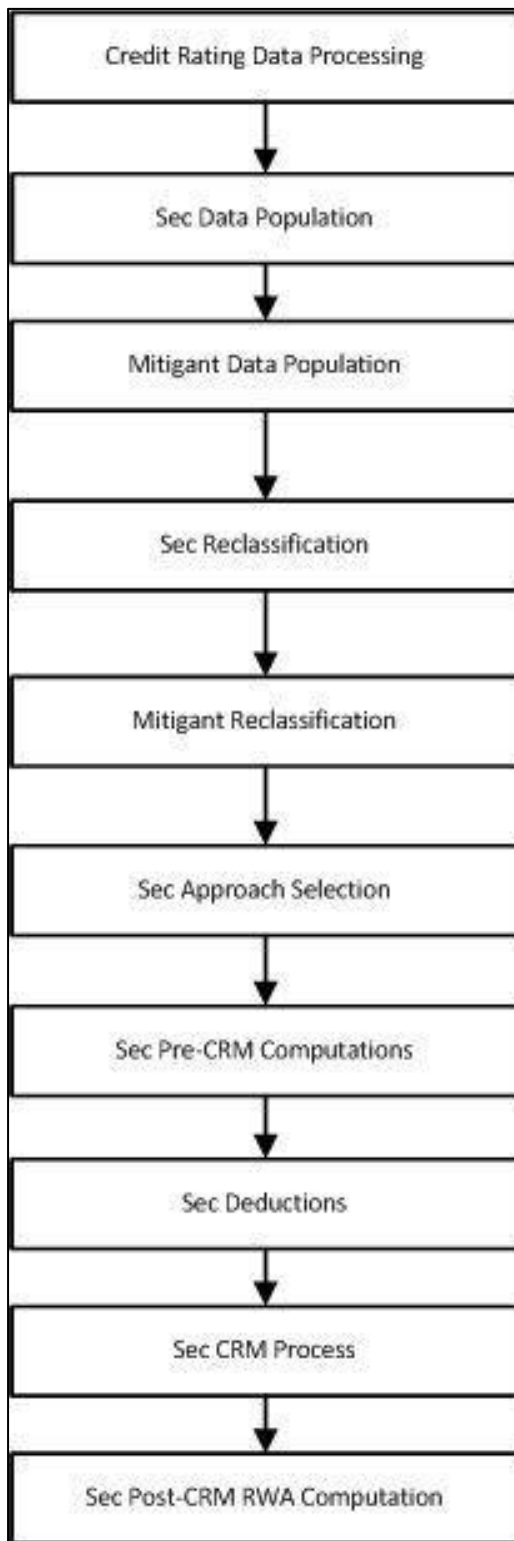 Credit Rating Data Processing
Sec Data Population
Mitigant Data Population
Sec Reclassification
Mitigant Reclassification
Sec Approach Selection
Sec Pre-CRM Computations
Sec Deductions
Sec CRM Process
Sec Post-CRM RWA Computation